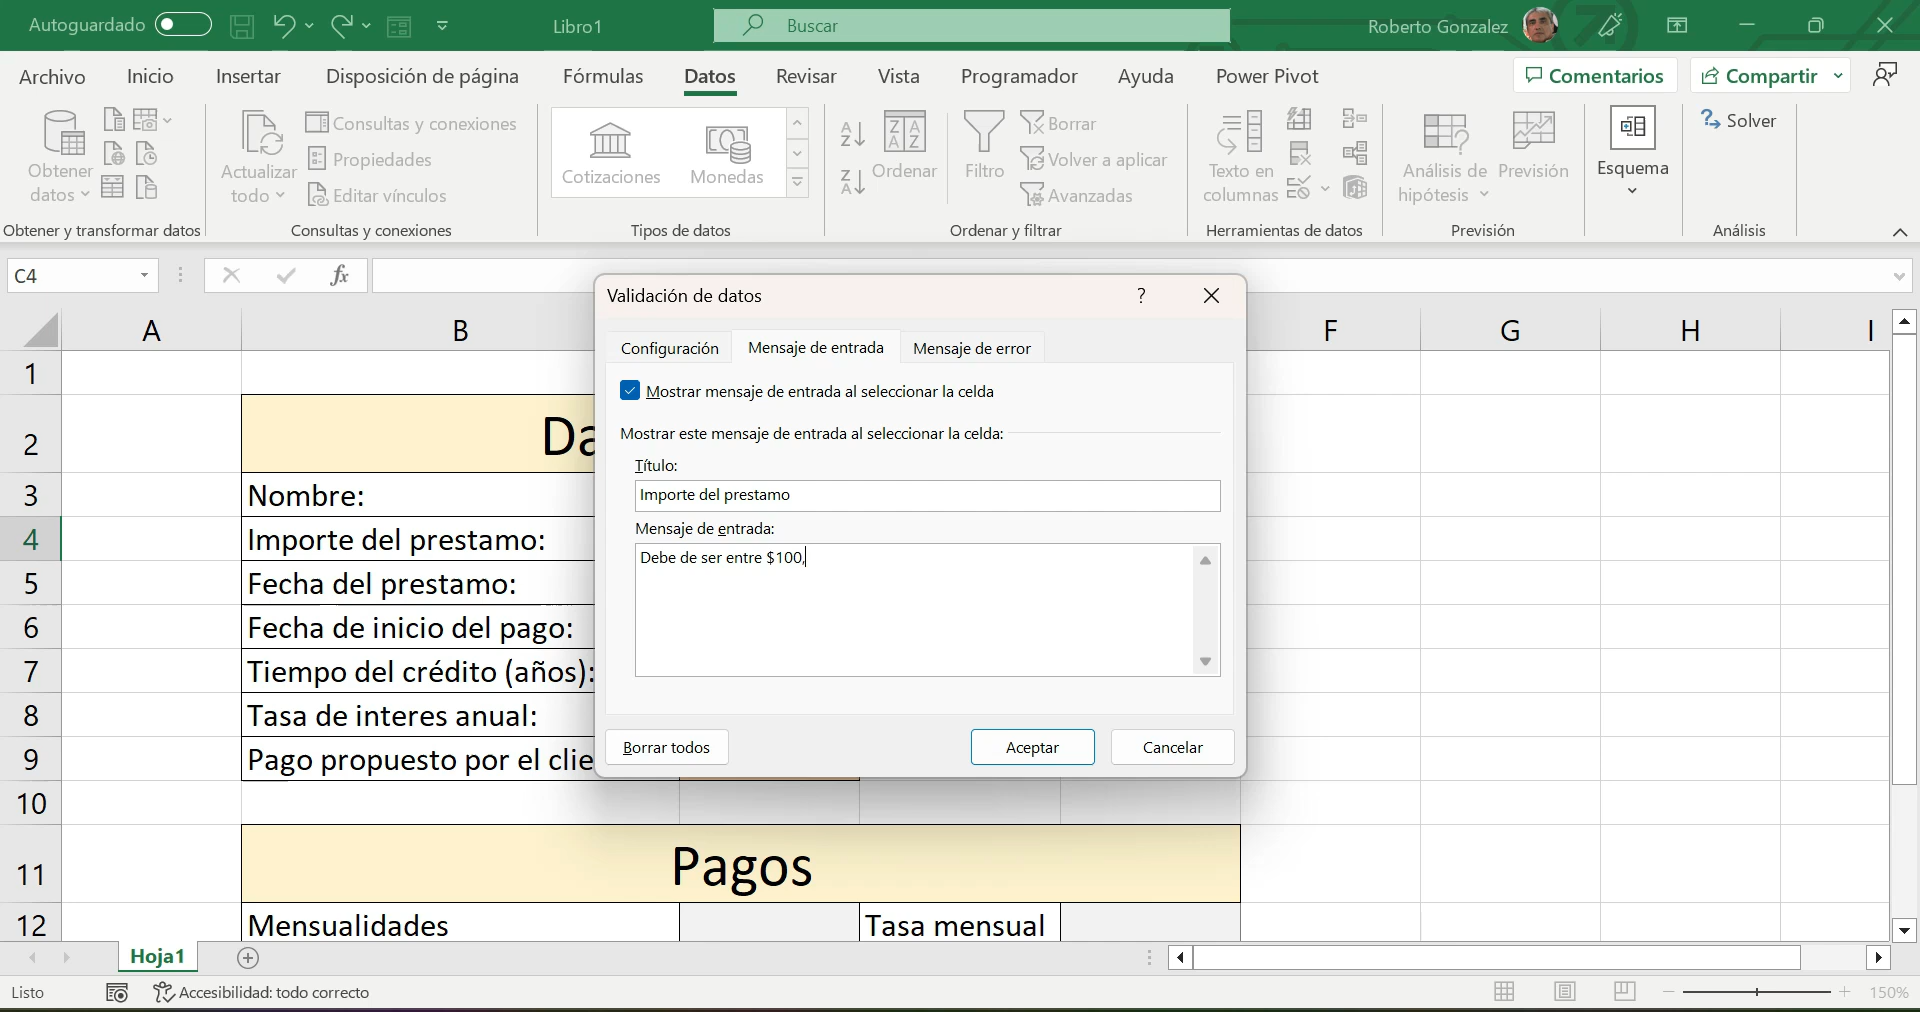 Autoguardado
Libro1
Buscar
Roberto Gonzalez
Archivo Inicio Insertar Disposición de página Fórmulas Datos Revisar Vista Programador Ayuda Power Pivot
Comentarios
Compartir
Obtener
datos
Actualizar
todo
Consultas y conexiones
Propiedades
Editar vínculos
Cotizaciones
Monedas
Ordenar
Filtro
Borrar
Volver a aplicar
Avanzadas
Texto en
columnas
Análisis de
hipótesis
Previsión
Esquema
Solver
Obtener y transformar datos
Consultas y conexiones
Tipos de datos
Ordenar y filtrar
Herramientas de datos
Previsión
Análisis
C4
fx
Validación de datos
?
Configuración
Mensaje de entrada
Mensaje de error
Mostrar mensaje de entrada al seleccionar la celda
Mostrar este mensaje de entrada al seleccionar la celda:
Título:
Importe del prestamo
Mensaje de entrada:
Debe de ser entre $100,
Borrar todos
Aceptar
Cancelar
A B F G H I
1
2 Da
3 Nombre:
4 Importe del prestamo:
5 Fecha del prestamo:
6 Fecha de inicio del pago:
7 Tiempo del crédito (años):
8 Tasa de interes anual:
9 Pago propuesto por el clie
10
11 Pagos
12 Mensualidades Tasa mensual
Hoja1
Listo
Accesibilidad: todo correcto
150%